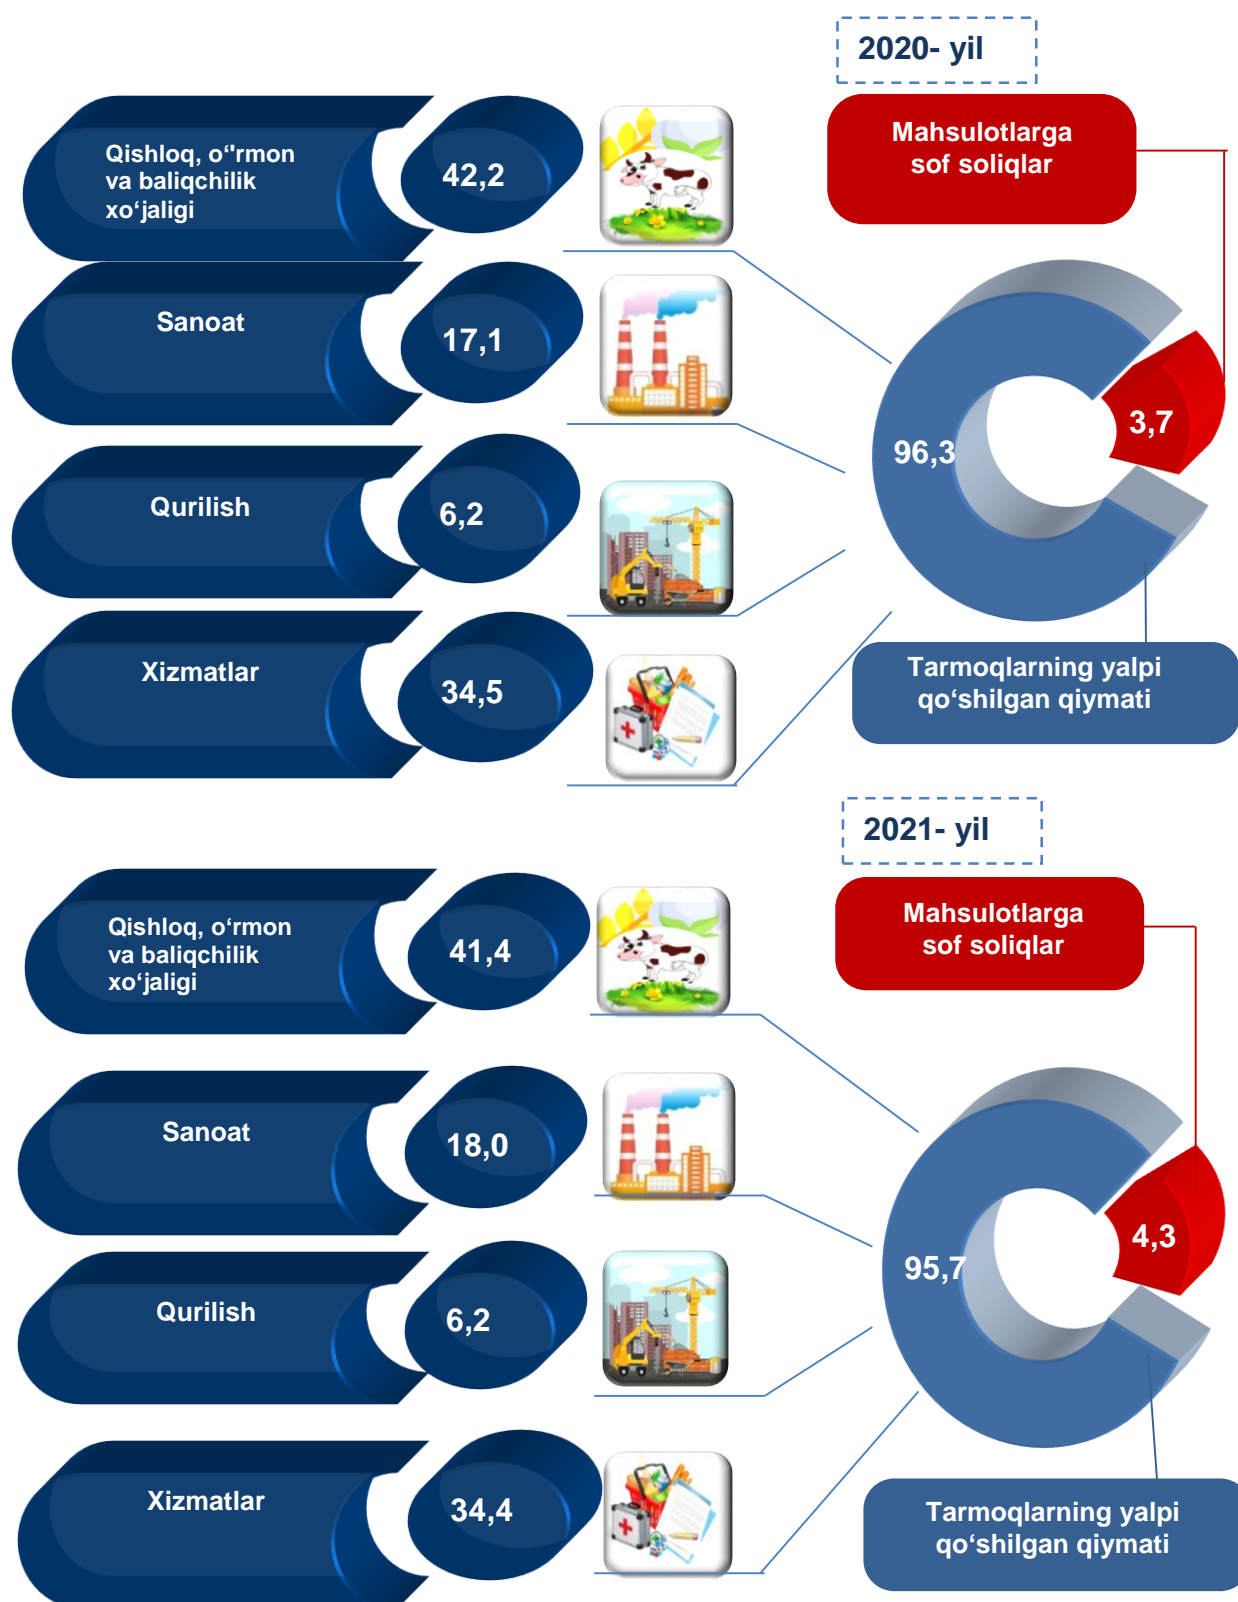 2020- yil
Mahsulotlarga
sof soliqlar
Qishloq, o‘'rmon
va baliqchilik
xo‘jaligi
42,2
Sanoat
17,1
Qurilish
6,2
Xizmatlar
34,5
96,3
3,7
Tarmoqlarning yalpi
qo‘shilgan qiymati
2021- yil
Mahsulotlarga
sof soliqlar
Qishloq, o‘rmon
va baliqchilik
xo‘jaligi
41,4
Sanoat
18,0
Qurilish
6,2
Xizmatlar
34,4
95,7
4,3
Tarmoqlarning yalpi
qo‘shilgan qiymati